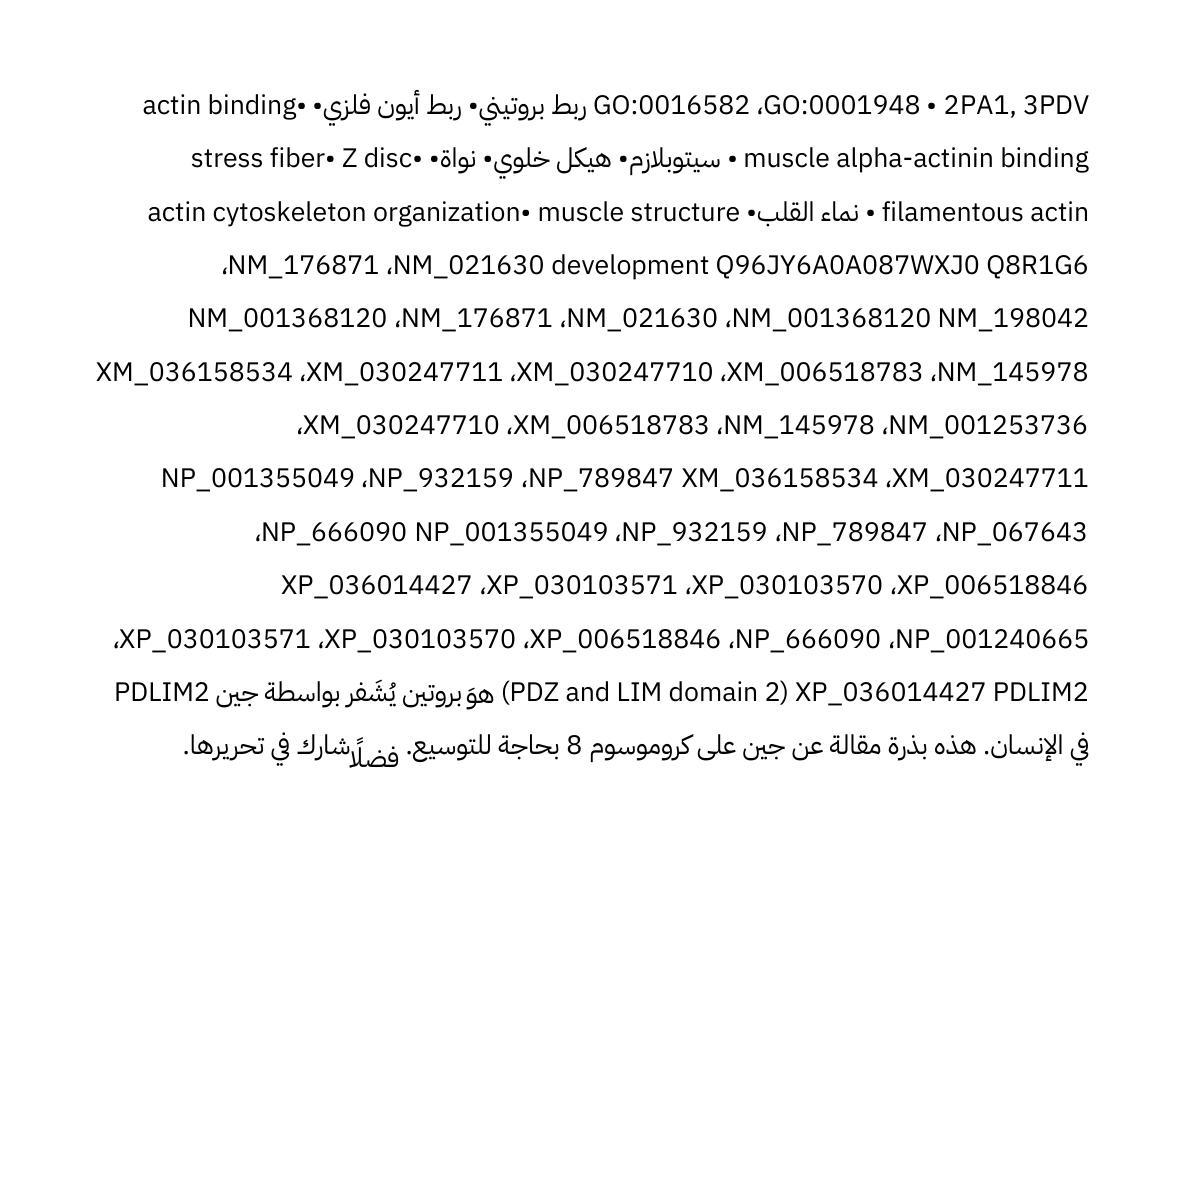 2PA1, 3PDV • GO:0001948، GO:0016582 ربط بروتيني• ربط أيون فلزي• •actin binding
muscle alpha-actinin binding • سيتوبلازم• هيكل خلوي• نواة• •Z disc •stress fiber
filamentous actin • نماء القلب• muscle structure •actin cytoskeleton organization
NM_021630 development Q96JY6A0A087WXJ0 Q8R1G6، NM_176871،
NM_001368120 NM_198042، NM_021630، NM_176871، NM_001368120
NM_145978، XM_006518783، XM_030247710، XM_030247711، XM_036158534
NM_001253736، NM_145978، XM_006518783، XM_030247710،
XM_030247711، NP_789847 XM_036158534، NP_932159، NP_001355049
NP_067643، NP_789847، NP_932159، NP_666090 NP_001355049،
XP_006518846، XP_030103570، XP_030103571، XP_036014427
NP_001240665، NP_666090، XP_006518846، XP_030103570، XP_030103571،
XP_036014427 PDLIM2 (PDZ and LIM domain 2) هوَ بروتين يُشَفر بواسطة جين PDLIM2
في الإنسان. هذه بذرة مقالة عن جين على كروموسوم 8 بحاجة للتوسيع. فضلًا شارك في تحريرها.